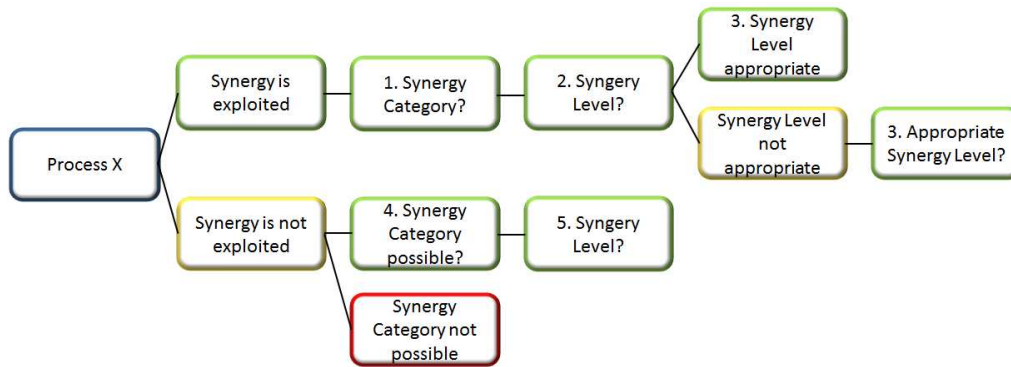 Process X
Synergy is
exploited
1. Synergy
Category?
2. Syngery
Level?
3. Synergy
Level
appropriate
Synergy Level
not
appropriate
3. Appropriate
Synergy Level?
Synergy is not
exploited
4. Synergy
Category
possible?
5. Syngery
Level?
Synergy
Category not
possible